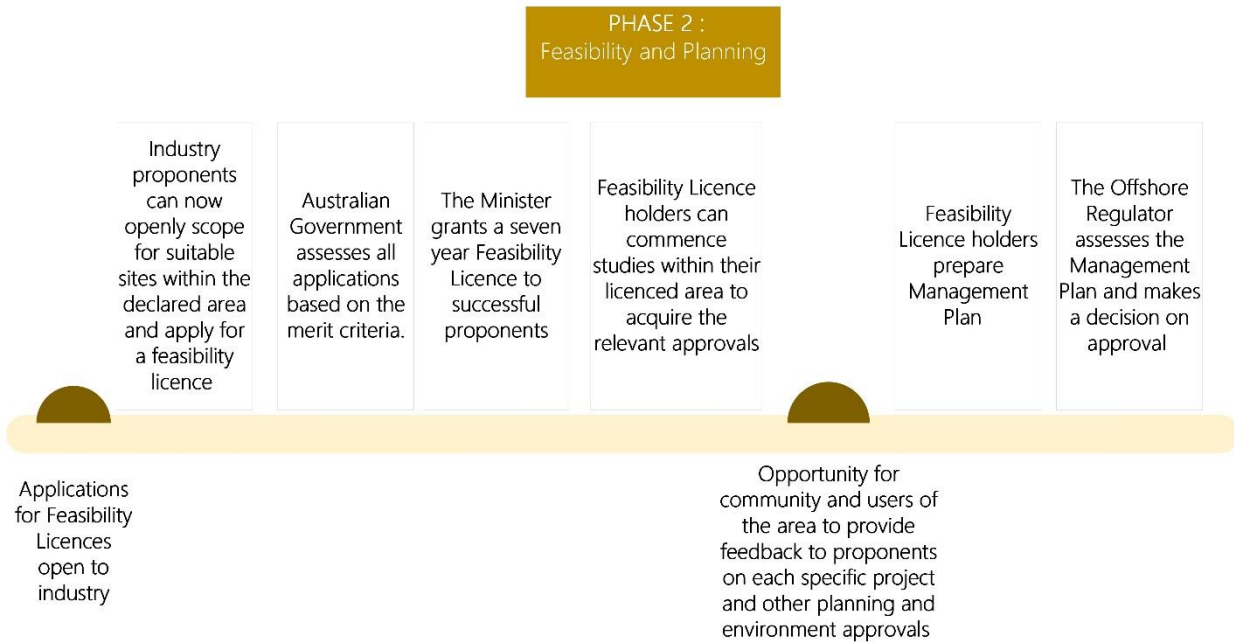 PHASE 2 :
Feasibility and Planning
Industry
proponents
can now
openly scope
for suitable
sites within the
declared area
and apply for
a feasibility
licence
Australian
Government
assesses all
applications
based on the
merit criteria.
The Minister
grants a seven
year Feasibility
Licence to
successful
proponents
Feasibility Licence
holders can
commence
studies within their
licenced area to
acquire the
relevant approvals
Feasibility
Licence holders
prepare
Management
Plan
The Offshore
Regulator
assesses the
Management
Plan and makes
a decision on
approval
Applications
for Feasibility
Licences
open to
industry
Opportunity for
community and users of
the area to provide
feedback to proponents
on each specific project
and other planning and
environment approvals